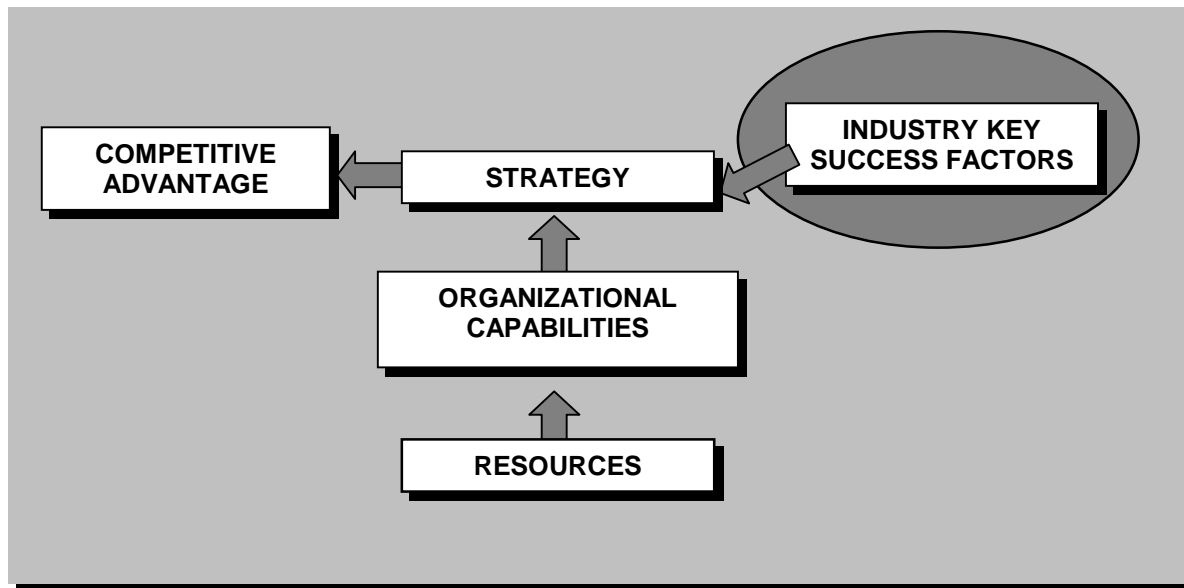 COMPETITIVE
ADVANTAGE
STRATEGY
INDUSTRY KEY
SUCCESS FACTORS
ORGANIZATIONAL
CAPABILITIES
RESOURCES